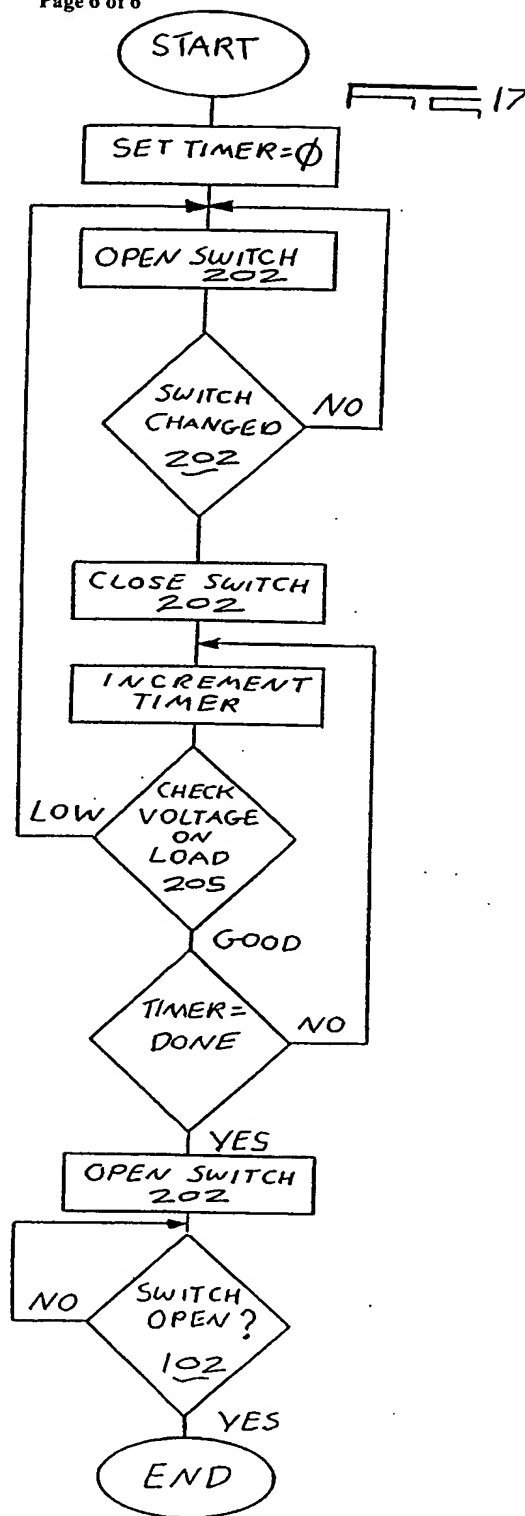 Page 6 of 6
START
17
SET TIMER=φ
OPEN SWITCH
202
SWITCH
CHANGED
202
NO
CLOSE SWITCH
202
INCREMENT
TIMER
CHECK
VOLTAGE
ON
LOAD
205
LOW
GOOD
TIMER=
DONE
NO
YES
OPEN SWITCH
202
SWITCH
OPEN?
102
NO
YES
END